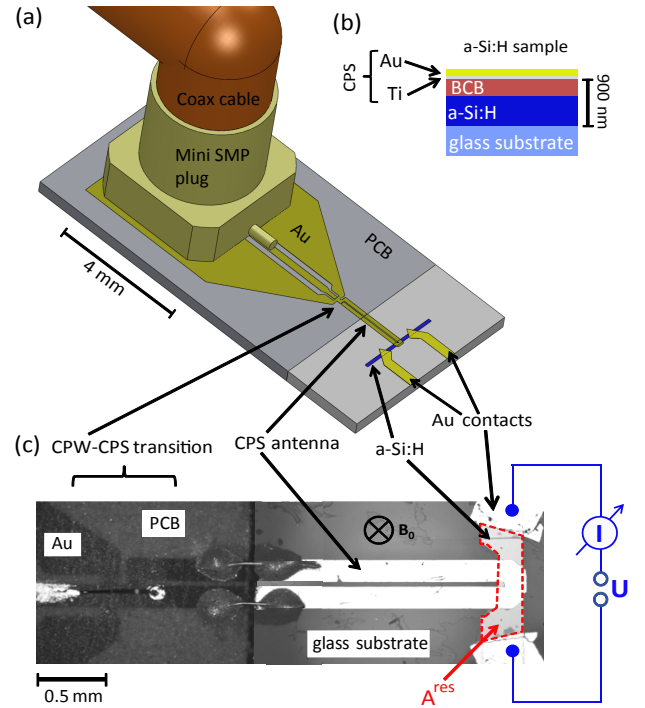 (a)
Coax cable
Mini SMP
plug
Au
PCB
4 mm
(b)
a-Si:H sample
CPS
Au
Ti
BCB
a-Si:H
glass substrate
900 nm
CPW-CPS transition
CPS antenna
a-Si:H
Au contacts
(c)
PCB
Au
B₀
glass substrate
0.5 mm
A^res
I
U